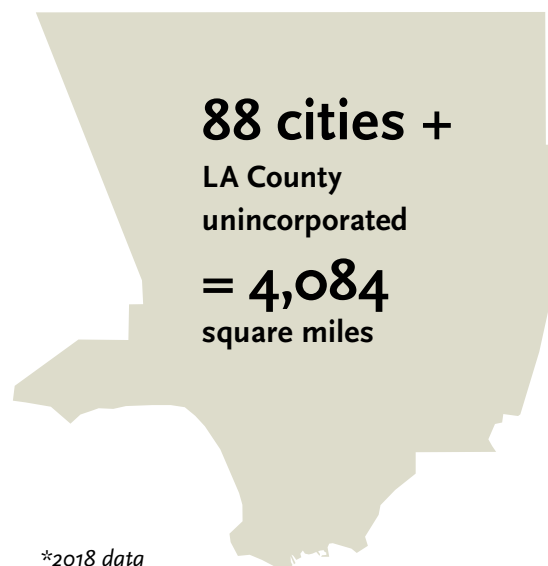 88 cities +
LA County
unincorporated
= 4,084
square miles
*2018 data